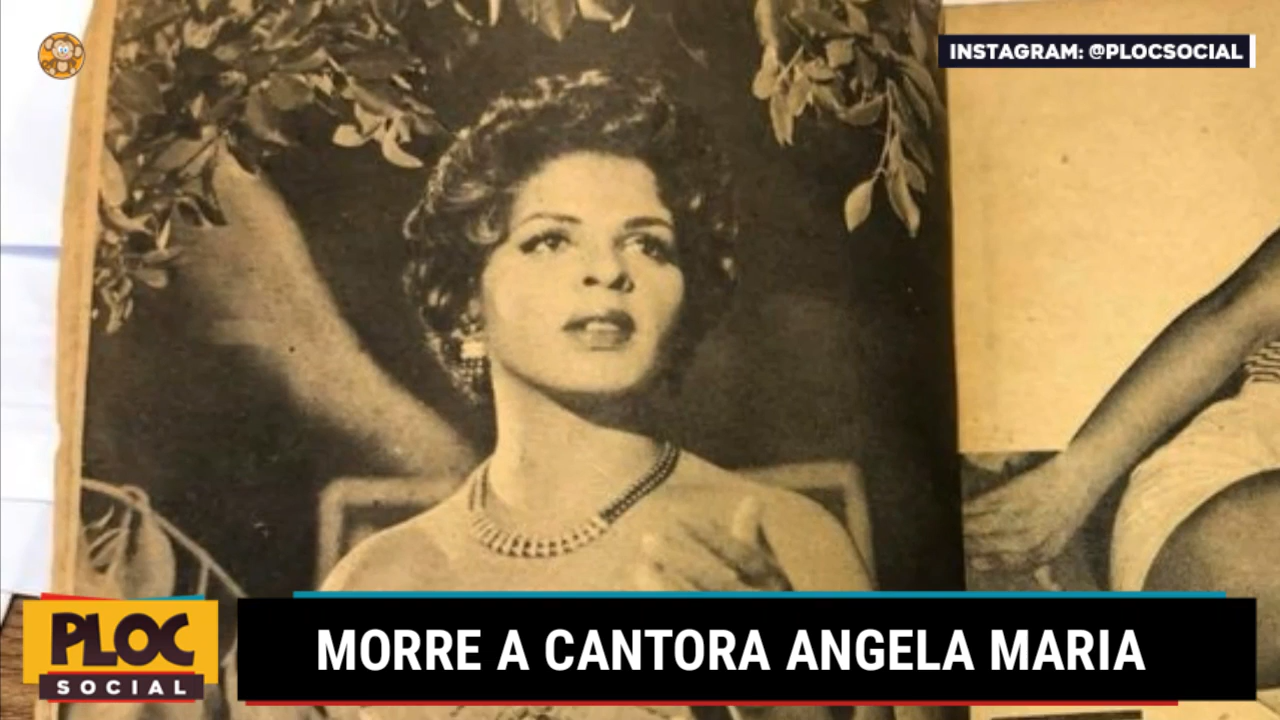 INSTAGRAM: @PLOCSOCIAL
PLOC
SOCIAL
MORRE A CANTORA ANGELA MARIA